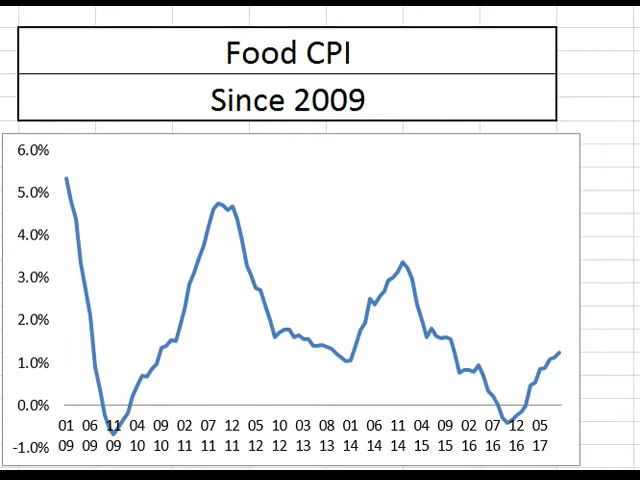 Food CPI
Since 2009
6.0%
5.0%
4.0%
3.0%
2.0%
1.0%
0.0%
-1.0%
01 06 11 04 09 02 07 12 05 10 03 08 01 06 11 04 09 02 07 12 05
09 09 09 10 10 11 11 11 12 12 13 13 14 14 14 15 15 16 16 16 17